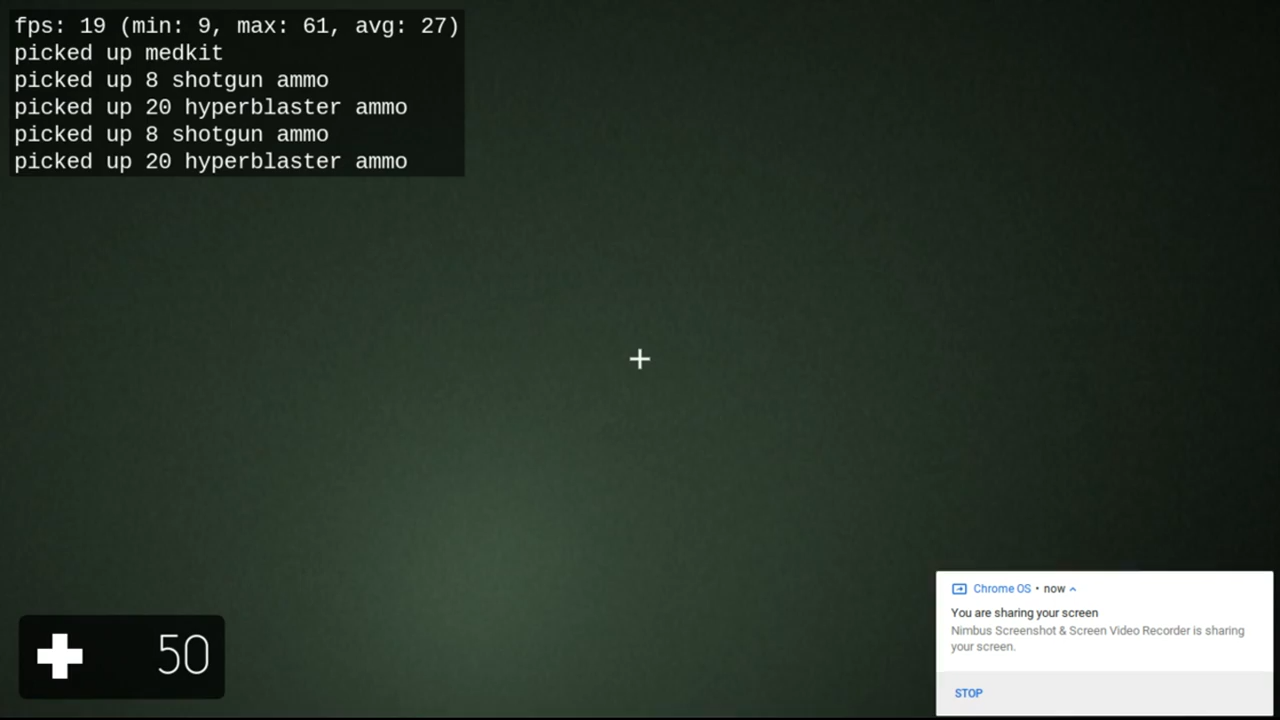 fps: 19 (min: 9, max: 61, avg: 27)
picked up medkit
picked up 8 shotgun ammo
picked up 20 hyperblaster ammo
picked up 8 shotgun ammo
picked up 20 hyperblaster ammo
50
Chrome OS • now
You are sharing your screen
Nimbus Screenshot & Screen Video Recorder is sharing
your screen.
STOP